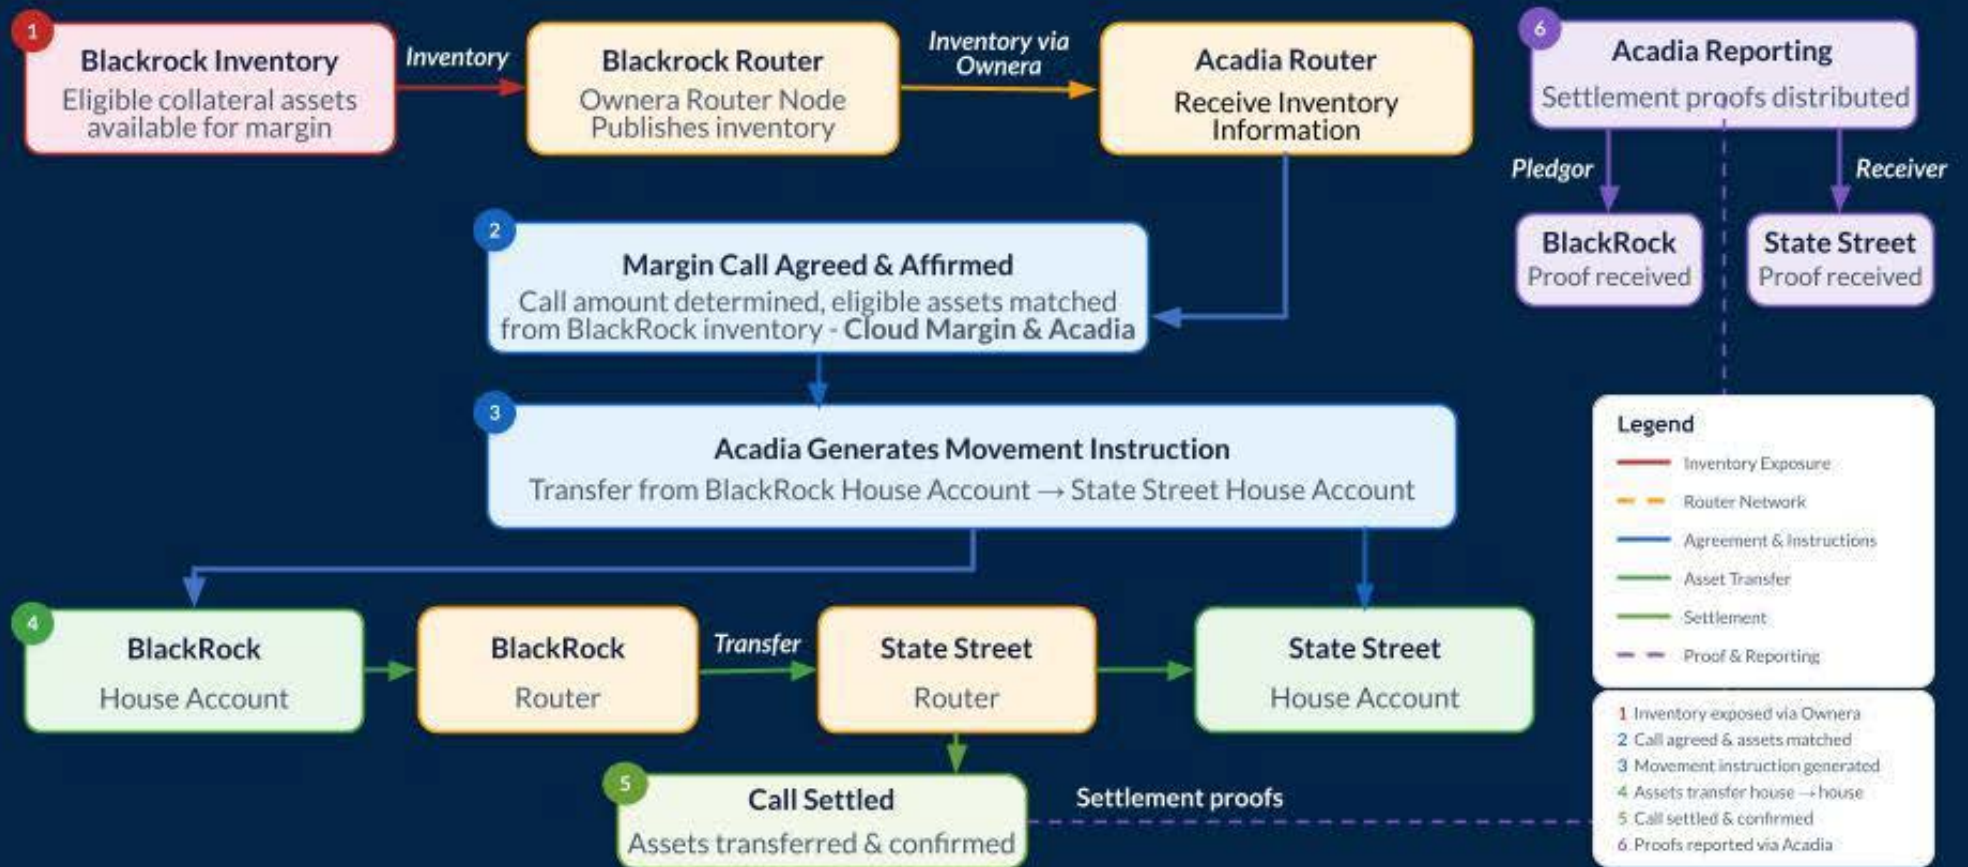 1
Blackrock Inventory
Eligible collateral assets
available for margin
Inventory
Blackrock Router
Ownera Router Node
Publishes inventory
Inventory via
Ownera
Acadia Router
Receive Inventory
Information
6
Acadia Reporting
Settlement proofs distributed
Pledgor
Receiver
BlackRock
Proof received
State Street
Proof received
2
Margin Call Agreed & Affirmed
Call amount determined, eligible assets matched
from BlackRock inventory - Cloud Margin & Acadia
3
Acadia Generates Movement Instruction
Transfer from BlackRock House Account → State Street House Account
4
BlackRock
House Account
BlackRock
Router
Transfer
State Street
Router
State Street
House Account
5
Call Settled
Assets transferred & confirmed
Settlement proofs
Legend
Inventory Exposure
Router Network
Agreement & Instructions
Asset Transfer
Settlement
Proof & Reporting
1 Inventory exposed via Ownera
2 Call agreed & assets matched
3 Movement instruction generated
4 Assets transfer house → house
5 Call settled & confirmed
6 Proofs reported via Acadia